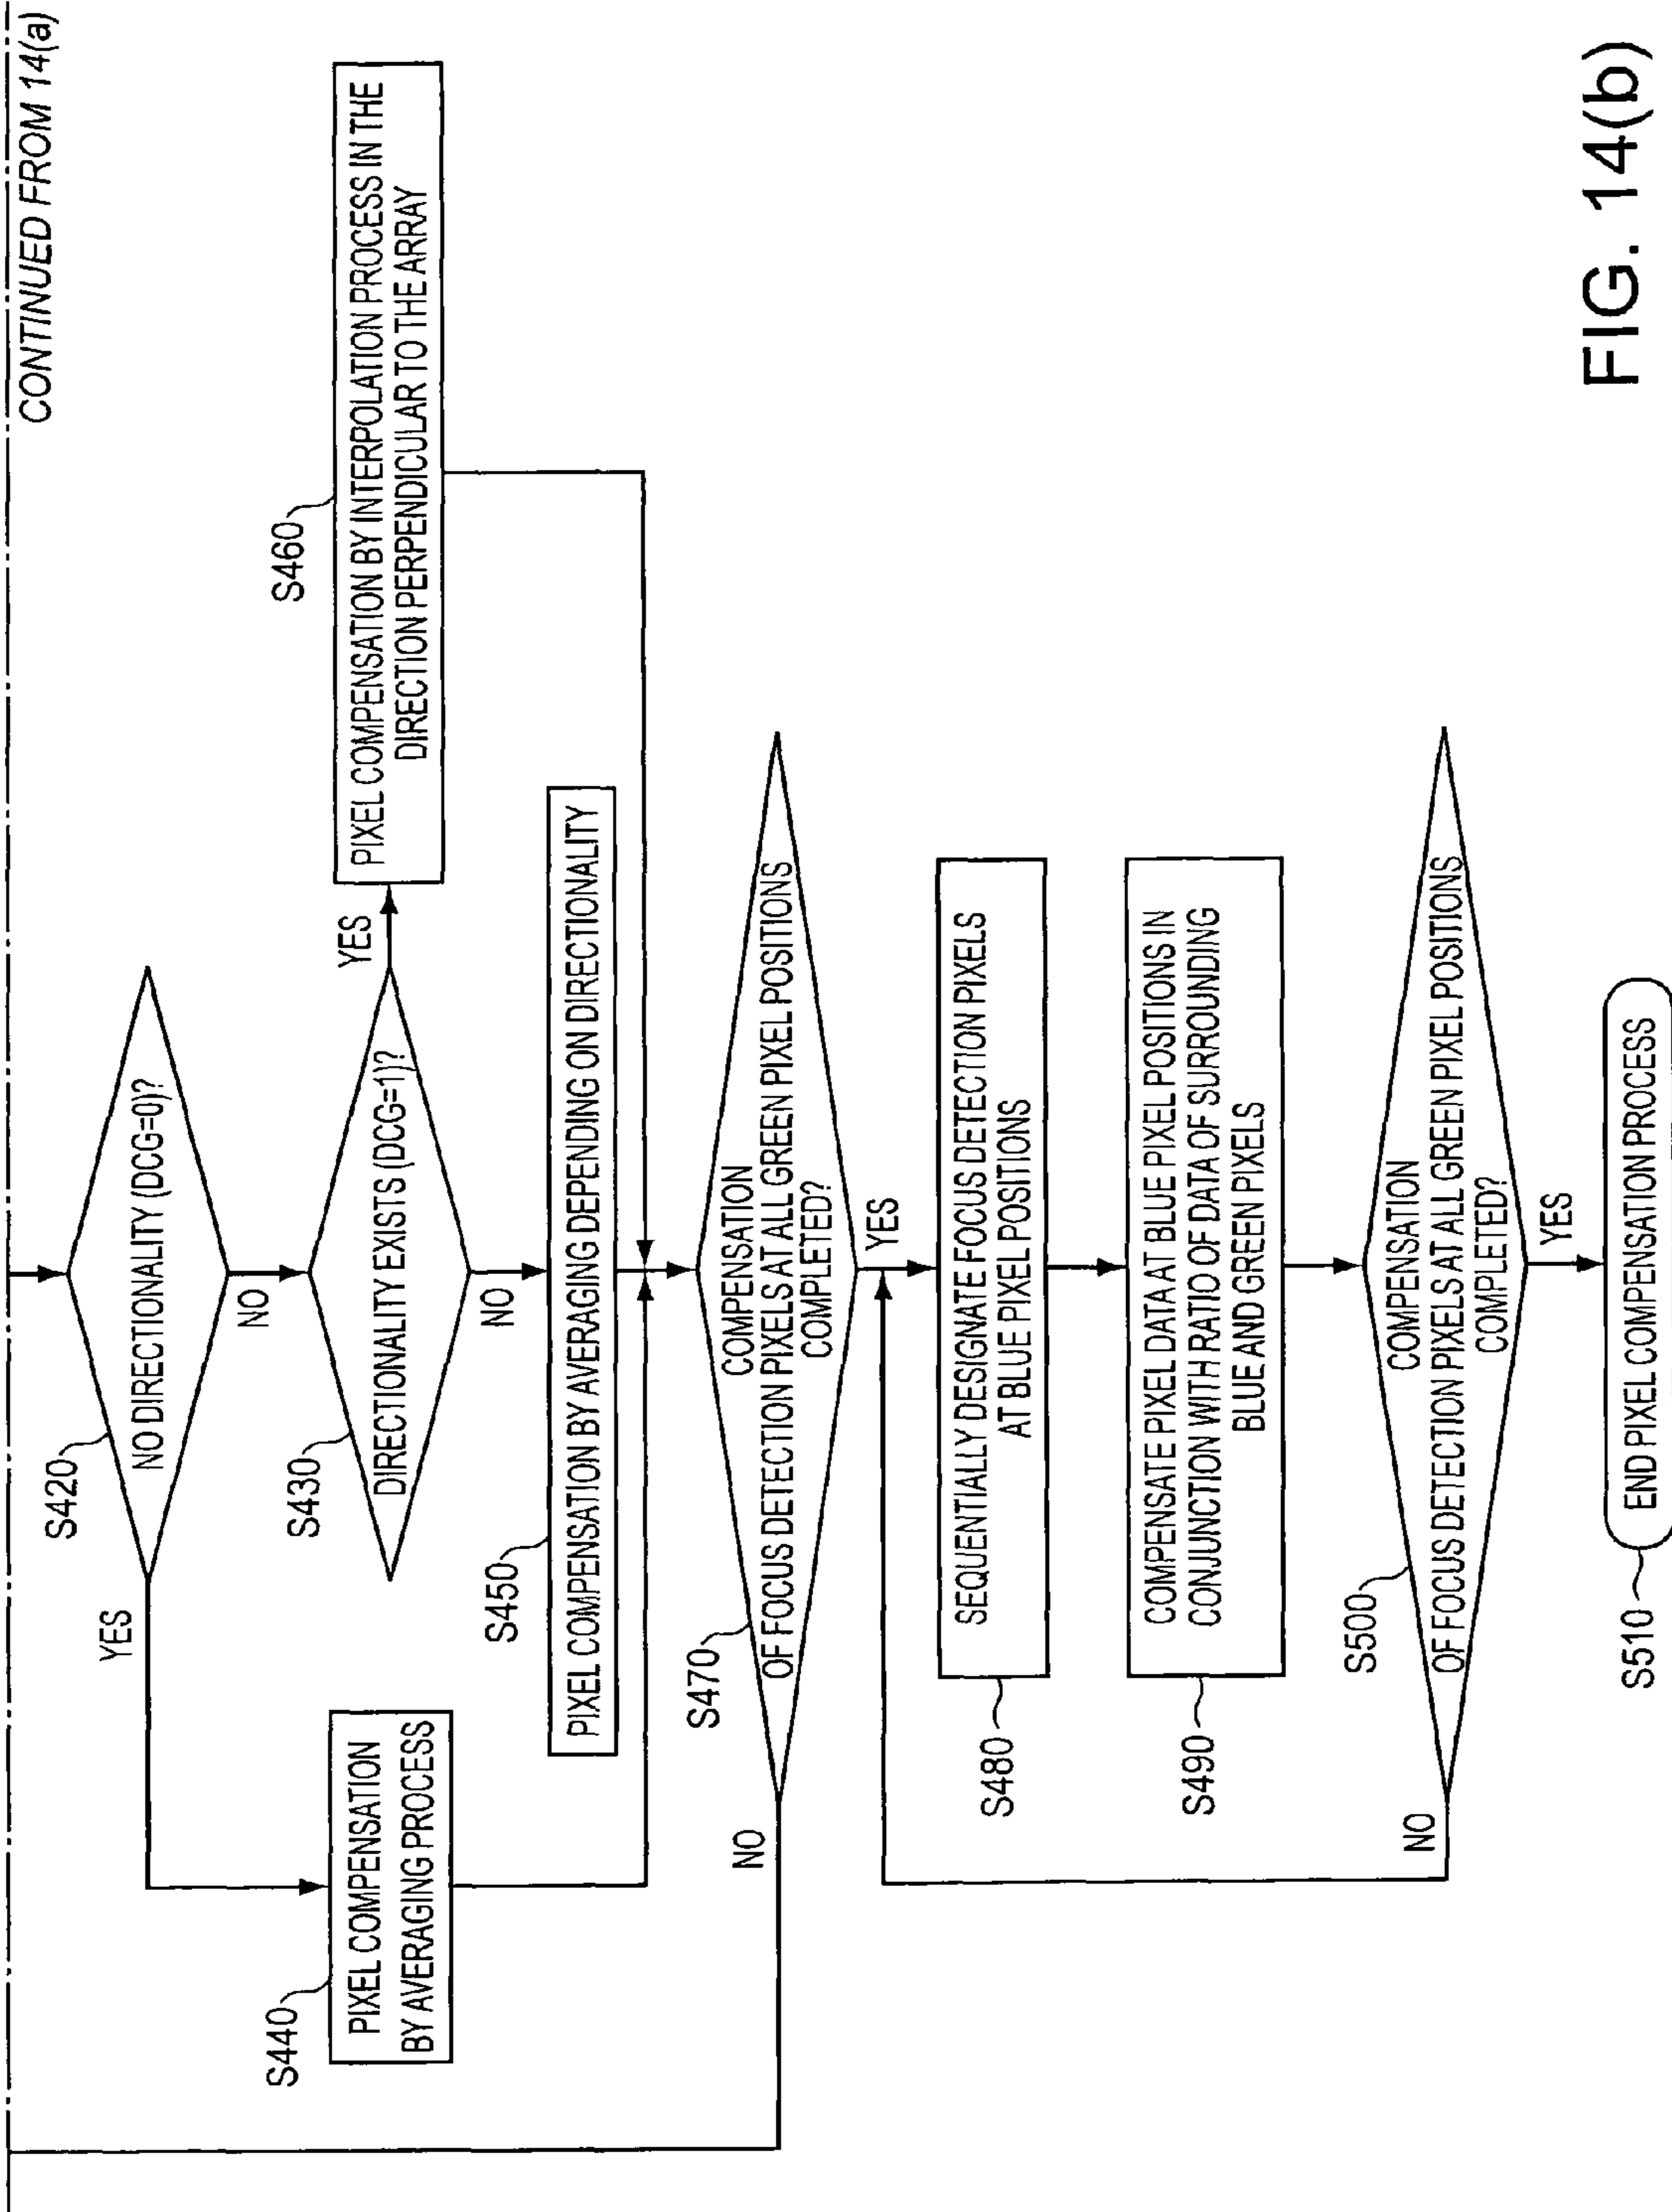 CONTINUED FROM 14(a)
S420
NO DIRECTIONALITY (DCG=0)?
YES
NO
S430
DIRECTIONALITY EXISTS (DCG=1)?
YES
NO
S440
PIXEL COMPENSATION
BY AVERAGING PROCESS
S450
PIXEL COMPENSATION BY AVERAGING DEPENDING ON DIRECTIONALITY
S460
PIXEL COMPENSATION BY INTERPOLATION PROCESS IN THE
DIRECTION PERPENDICULAR TO THE ARRAY
S470
COMPENSATION
OF FOCUS DETECTION PIXELS AT ALL GREEN PIXEL POSITIONS
COMPLETED?
NO
YES
S480
SEQUENTIALLY DESIGNATE FOCUS DETECTION PIXELS
AT BLUE PIXEL POSITIONS
S490
COMPENSATE PIXEL DATA AT BLUE PIXEL POSITIONS IN
CONJUNCTION WITH RATIO OF DATA OF SURROUNDING
BLUE AND GREEN PIXELS
S500
COMPENSATION
OF FOCUS DETECTION PIXELS AT ALL GREEN PIXEL POSITIONS
COMPLETED?
NO
YES
S510
END PIXEL COMPENSATION PROCESS
FIG. 14(b)